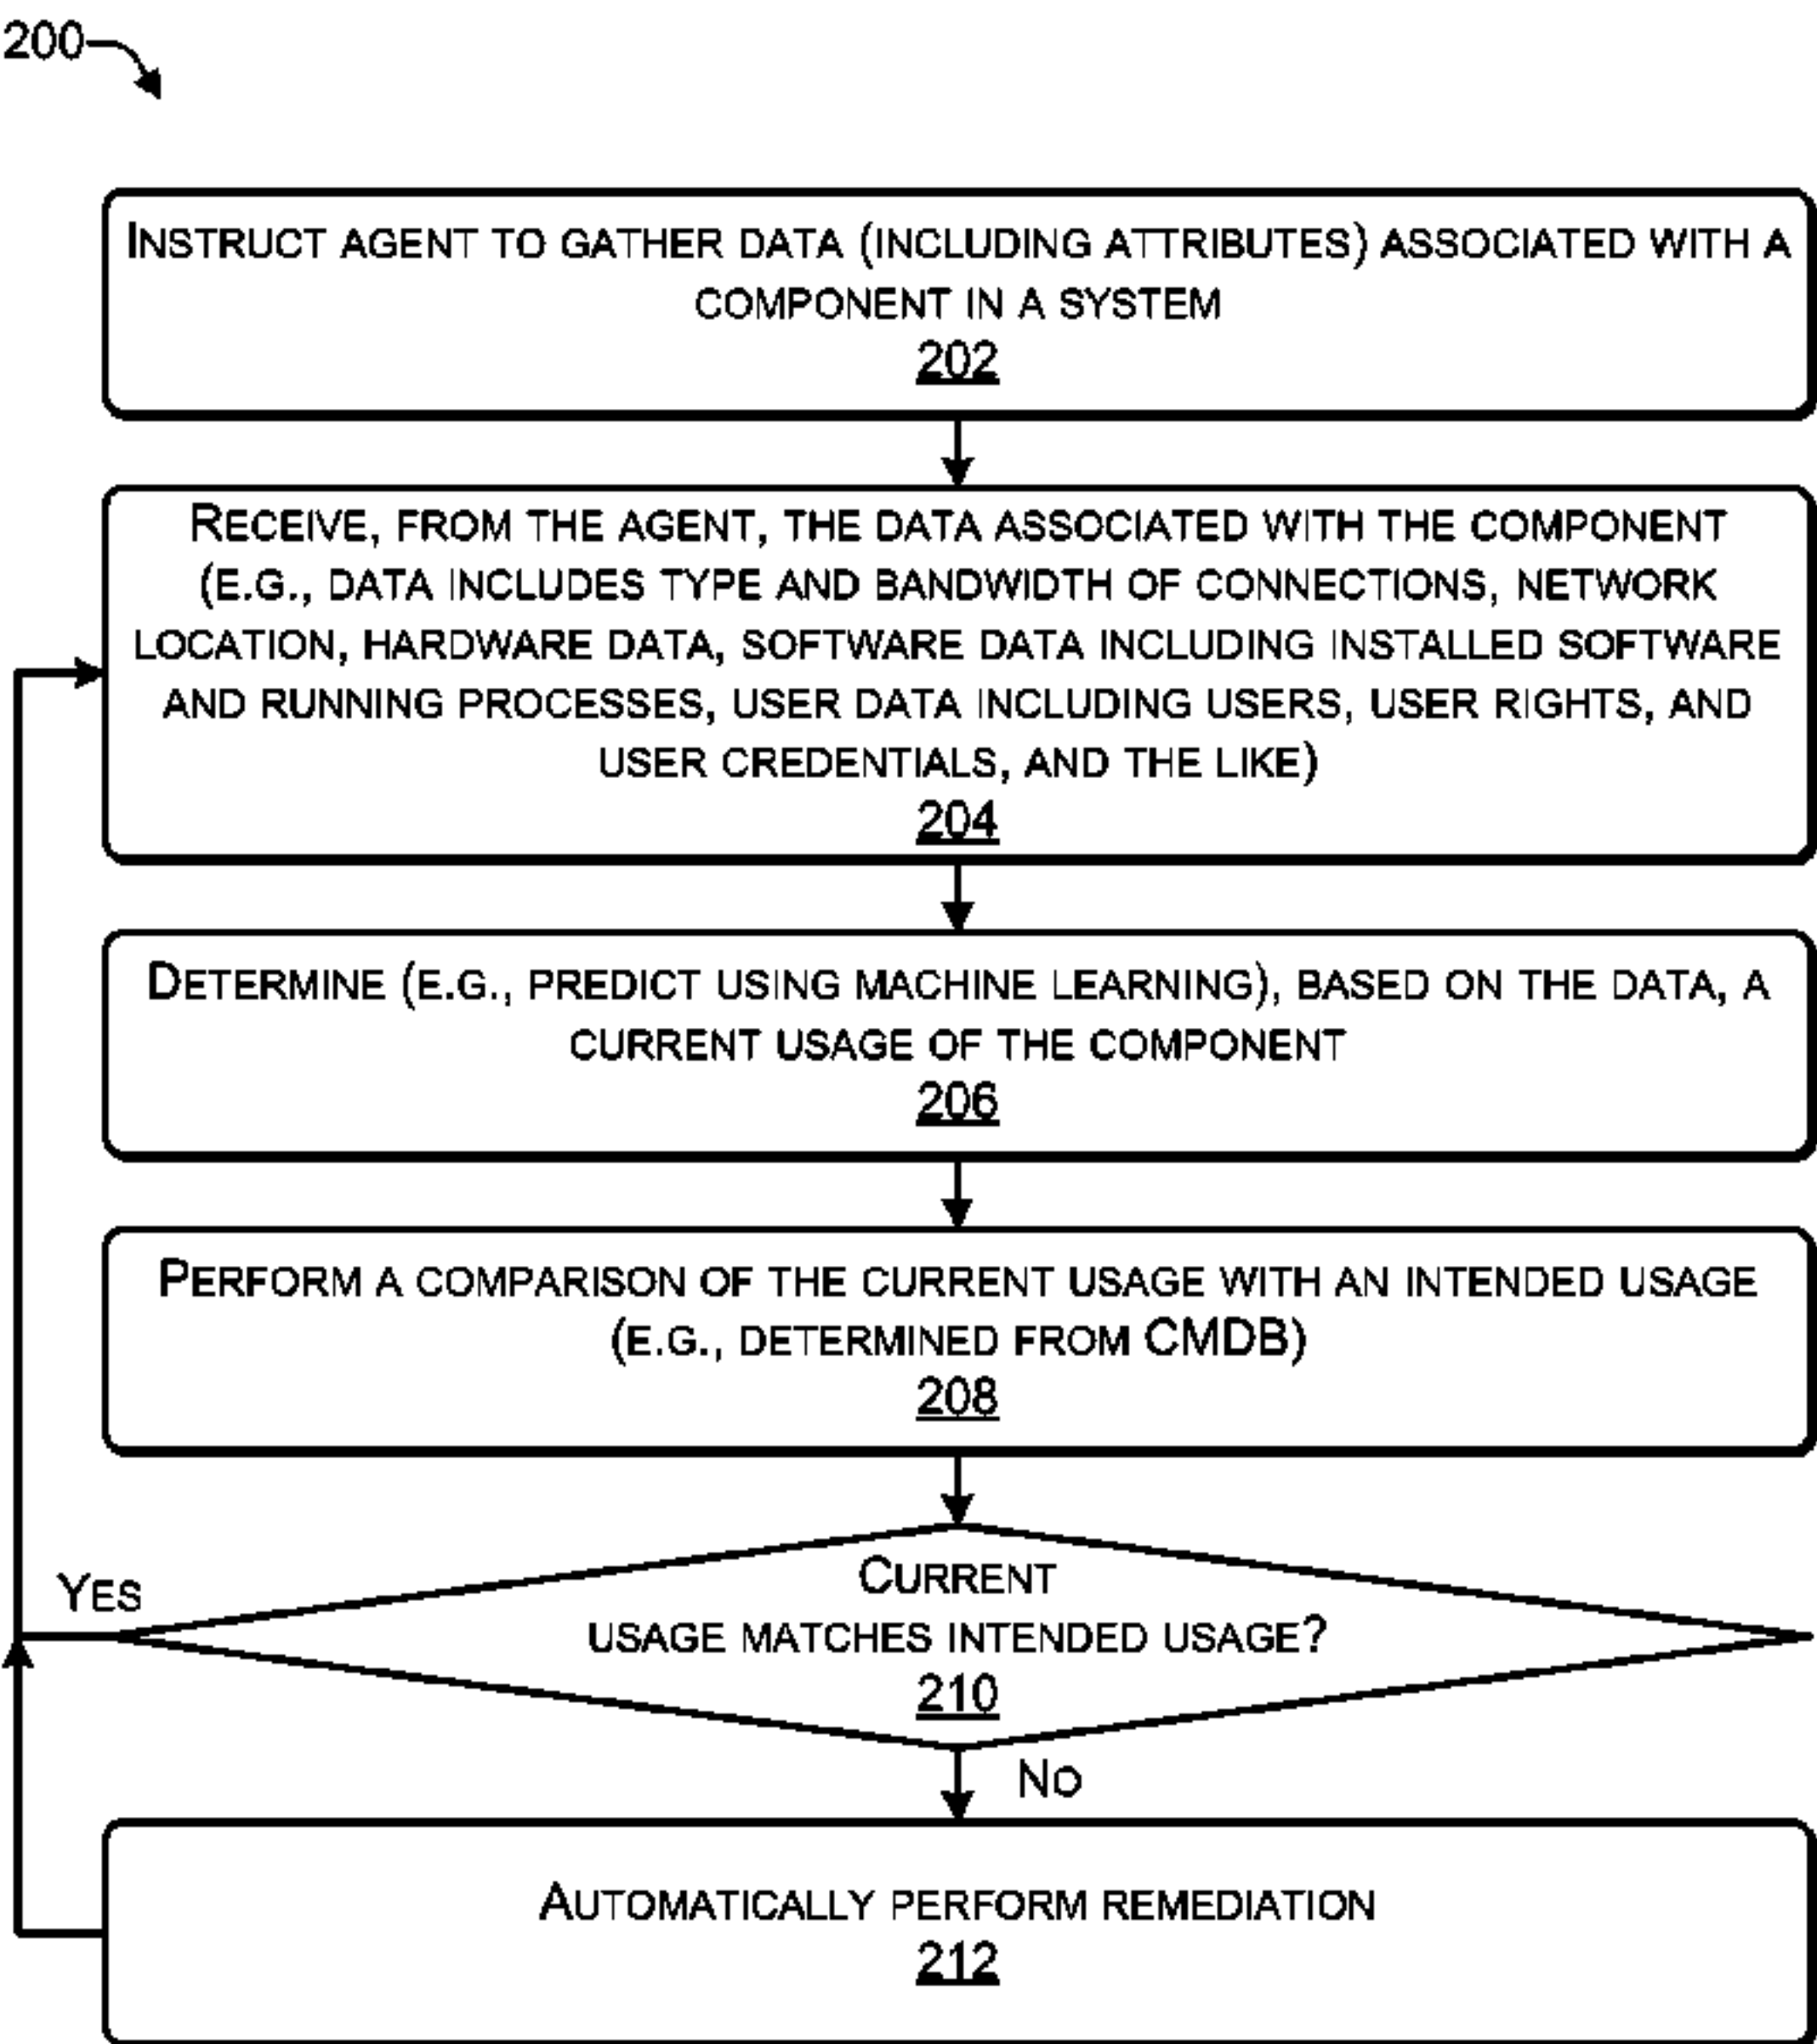 200
INSTRUCT AGENT TO GATHER DATA (INCLUDING ATTRIBUTES) ASSOCIATED WITH A
COMPONENT IN A SYSTEM
202
RECEIVE, FROM THE AGENT, THE DATA ASSOCIATED WITH THE COMPONENT
(E.G., DATA INCLUDES TYPE AND BANDWIDTH OF CONNECTIONS, NETWORK
LOCATION, HARDWARE DATA, SOFTWARE DATA INCLUDING INSTALLED SOFTWARE
AND RUNNING PROCESSES, USER DATA INCLUDING USERS, USER RIGHTS, AND
USER CREDENTIALS, AND THE LIKE)
204
DETERMINE (E.G., PREDICT USING MACHINE LEARNING), BASED ON THE DATA, A
CURRENT USAGE OF THE COMPONENT
206
PERFORM A COMPARISON OF THE CURRENT USAGE WITH AN INTENDED USAGE
(E.G., DETERMINED FROM CMDB)
208
YES
CURRENT
USAGE MATCHES INTENDED USAGE?
210
NO
AUTOMATICALLY PERFORM REMEDIATION
212